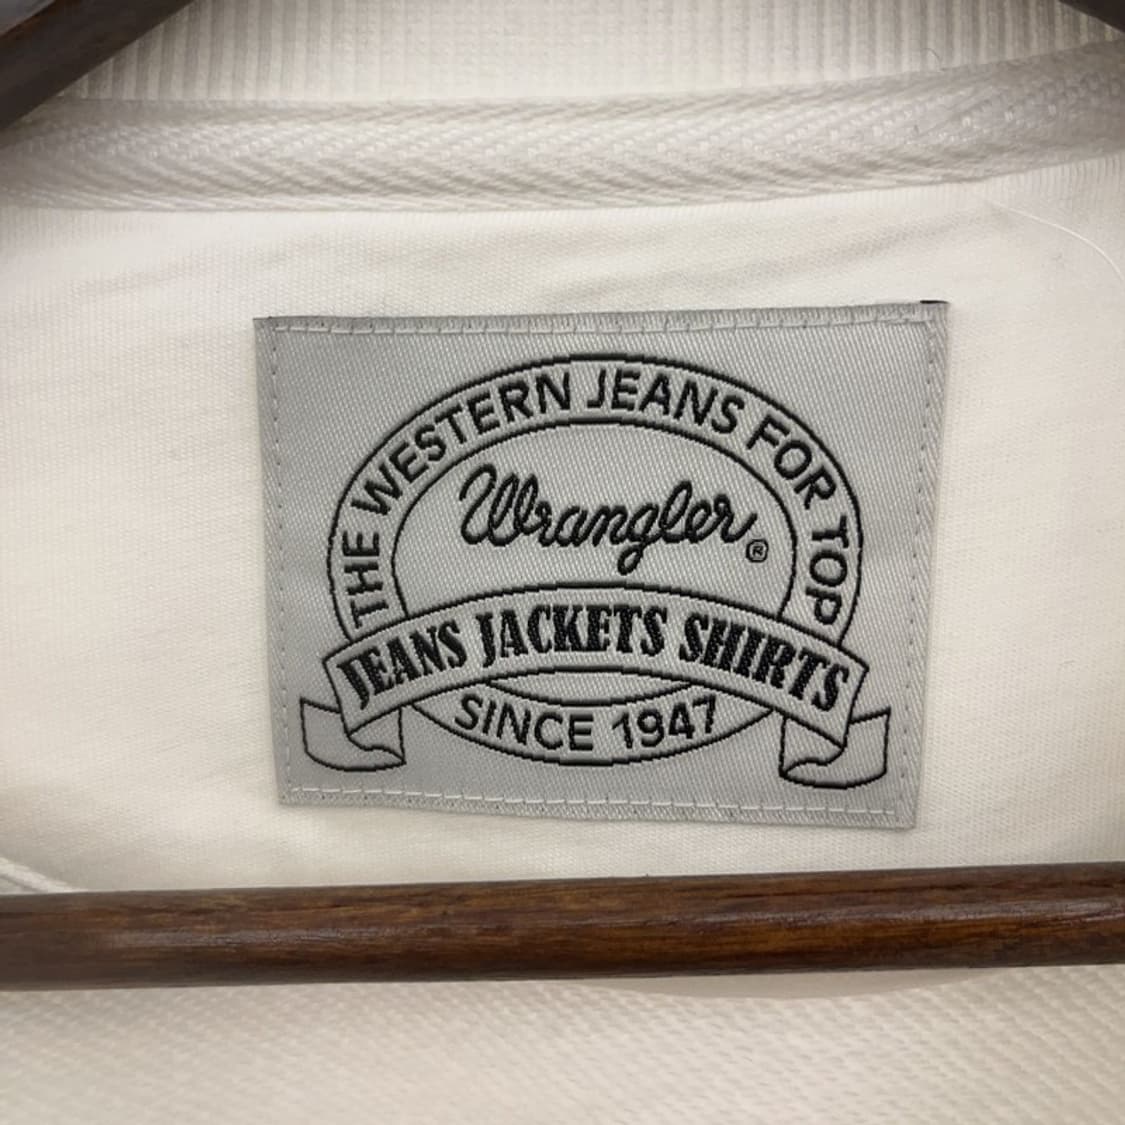 THE WESTERN JEANS FOR TOP
Wrangler®
JEANS JACKETS SHIRTS
SINCE 1947